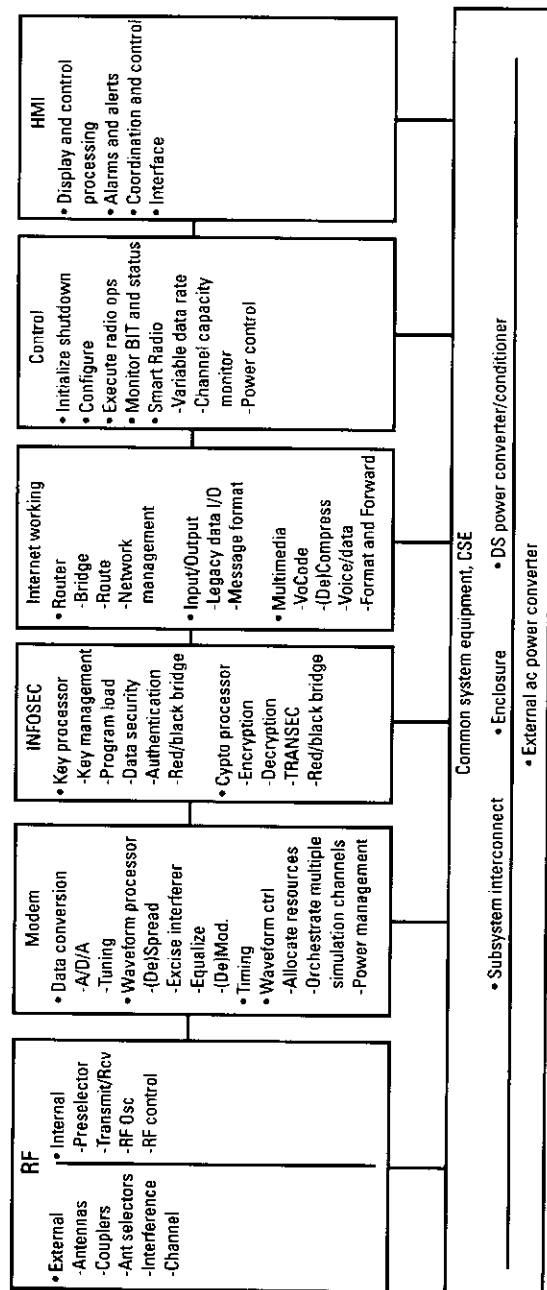 RF
• External
-Antennas
-Couplers
-Ant selectors
-Interference
-Channel
• Internal
-Preselector
-Transmit/Rcv
-RF Osc
-RF control
Modem
• Data conversion
-A/D/A
-Tuning
• Waveform processor
-(De)Spread
-Excise interferer
-Equalize
-(De)Mod.
• Timing
• Waveform ctrl
-Allocate resources
-Orchestrate multiple
simulation channels
-Power management
INFOSEC
• Key processor
-Key management
-Program load
-Data security
-Authentication
-Red/black bridge
• Cypto processor
-Encryption
-Decryption
-TRANSEC
-Red/black bridge
Internet working
• Router
-Bridge
-Route
-Network
management
• Input/Output
-Legacy data I/D
-Message format
• Multimedia
-VoCode
-(De)Compress
-Voice/data
-Format and Forward
Control
• Initialize shutdown
• Configure
• Execute radio ops
• Monitor BIT and status
• Smart Radio
-Variable data rate
-Channel capacity
monitor
-Power control
HMI
• Display and control
processing
• Alarms and alerts
• Coordination and control
• Interface
Common system equipment, CSE
• Subsystem interconnect • Enclosure • DS power converter/conditioner
• External ac power converter